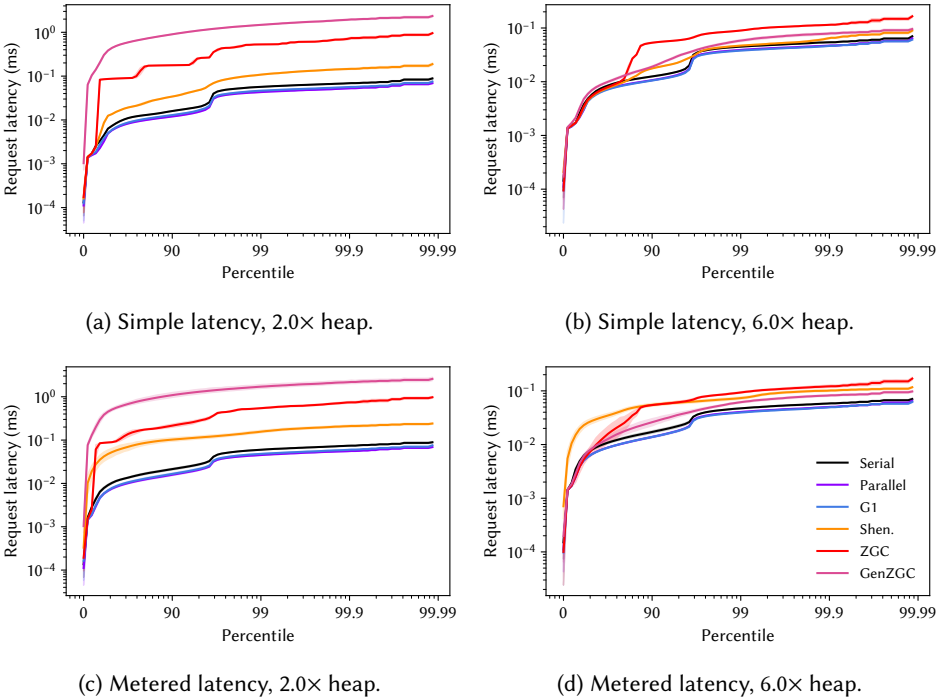 Request latency (ms)
10⁰
10⁻¹
10⁻²
10⁻³
10⁻⁴
0 90 99 99.9 99.99
Percentile
(a) Simple latency, 2.0× heap.
Request latency (ms)
10⁻¹
10⁻²
10⁻³
10⁻⁴
0 90 99 99.9 99.99
Percentile
(b) Simple latency, 6.0× heap.
Request latency (ms)
10⁰
10⁻¹
10⁻²
10⁻³
10⁻⁴
0 90 99 99.9 99.99
Percentile
(c) Metered latency, 2.0× heap.
Request latency (ms)
10⁻¹
10⁻²
10⁻³
10⁻⁴
Serial
Parallel
G1
Shen.
ZGC
GenZGC
0 90 99 99.9 99.99
Percentile
(d) Metered latency, 6.0× heap.